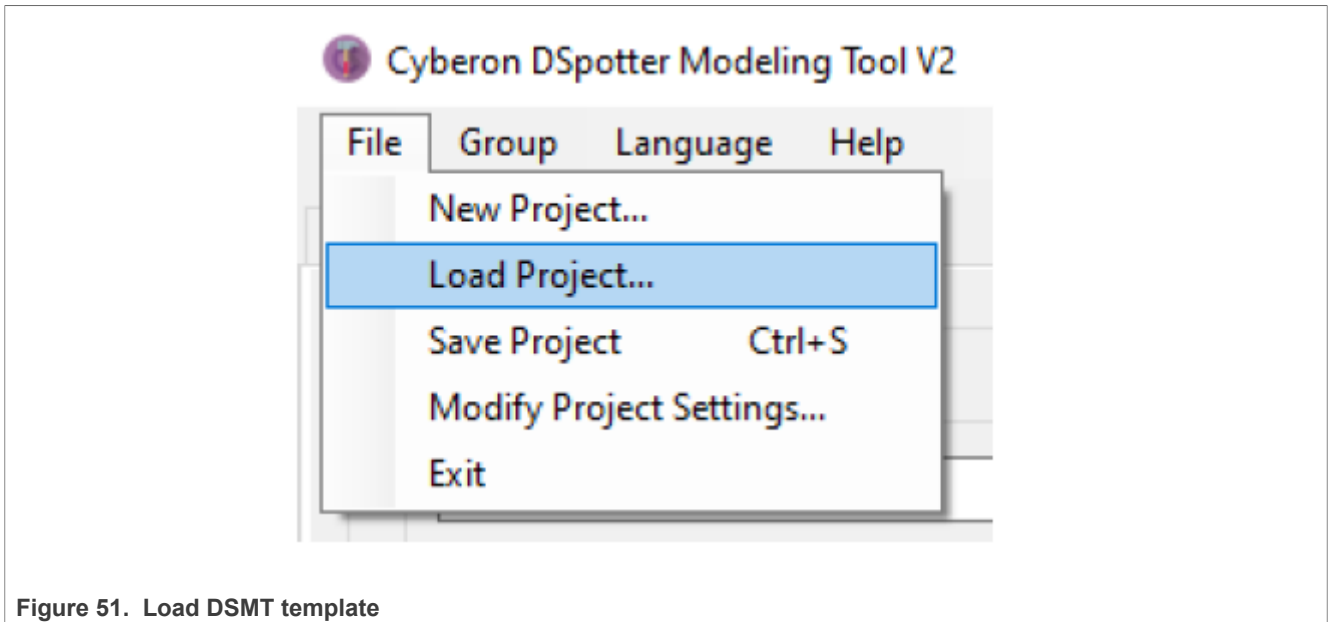 Cyberon DSpotter Modeling Tool V2
File Group Language Help
New Project...
Load Project...
Save Project Ctrl+S
Modify Project Settings...
Exit
Figure 51. Load DSMT template